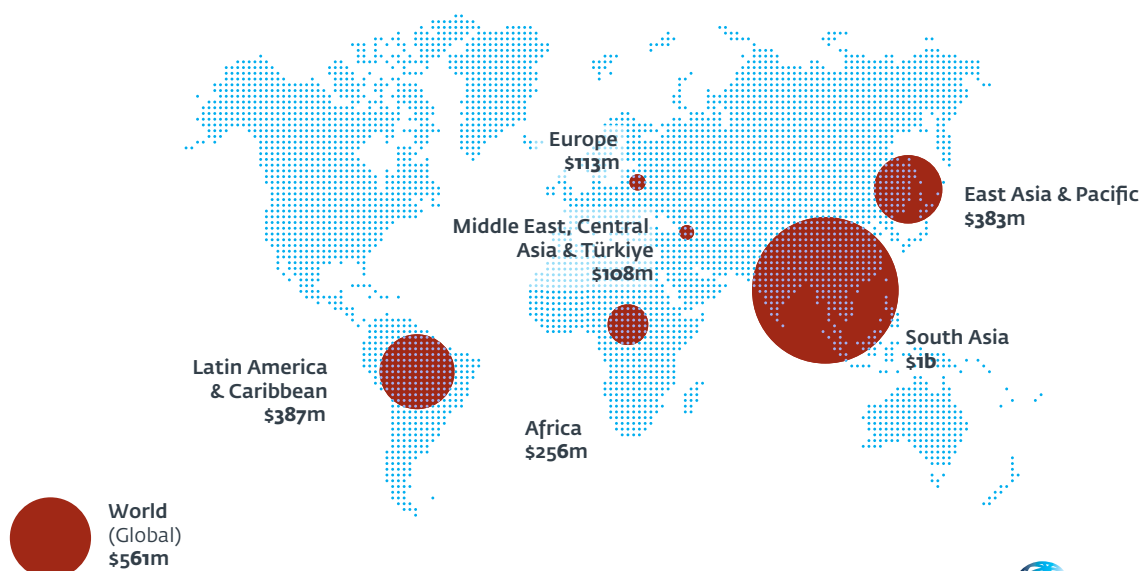 Europe
$113m
East Asia & Pacific
$383m
Middle East, Central
Asia & Türkiye
$108m
South Asia
$1b
Latin America
& Caribbean
$387m
Africa
$256m
World
(Global)
$561m